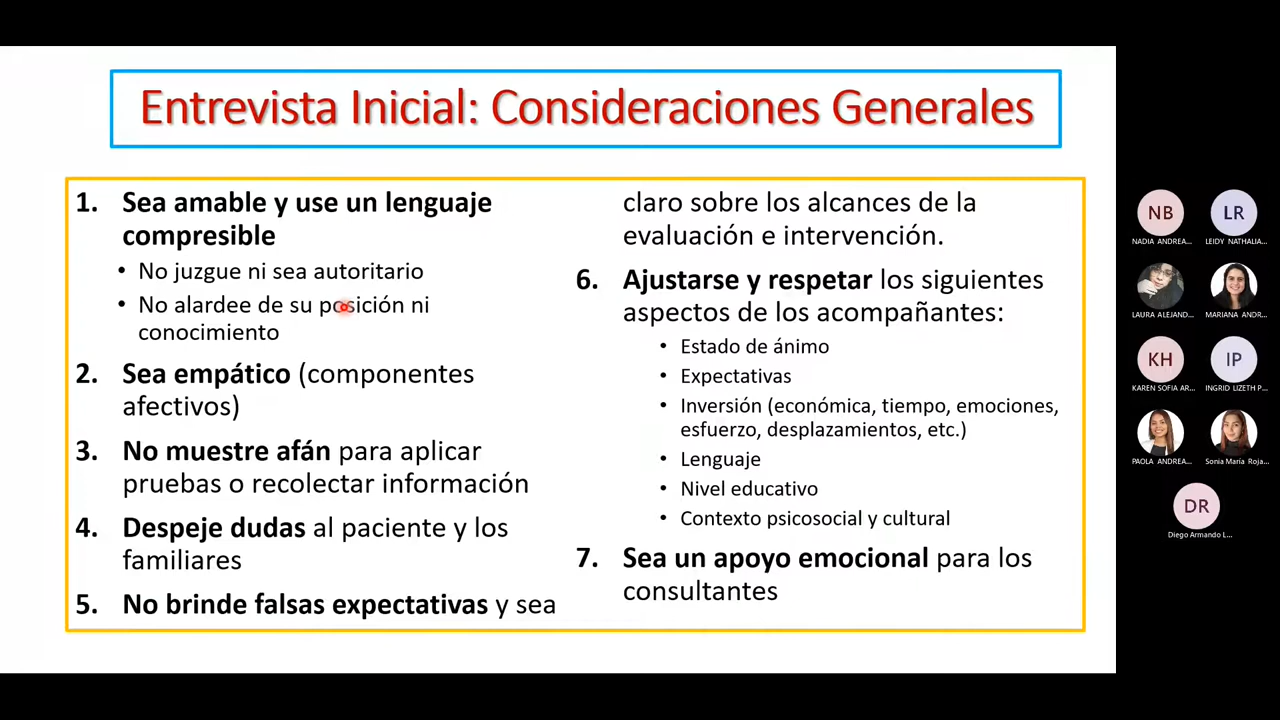 Entrevista Inicial: Consideraciones Generales
1. Sea amable y use un lenguaje
compresible
• No juzgue ni sea autoritario
• No alardee de su posición ni
conocimiento
2. Sea empático (componentes
afectivos)
3. No muestre afán para aplicar
pruebas o recolectar información
4. Despeje dudas al paciente y los
familiares
5. No brinde falsas expectativas y sea
claro sobre los alcances de la
evaluación e intervención.
6. Ajustarse y respetar los siguientes
aspectos de los acompañantes:
• Estado de ánimo
• Expectativas
• Inversión (económica, tiempo, emociones,
esfuerzo, desplazamientos, etc.)
• Lenguaje
• Nivel educativo
• Contexto psicosocial y cultural
7. Sea un apoyo emocional para los
consultantes
NB
LR
NADIA ANDREA...
LEIDY NATHALIA...
LAURA ALEJAND...
MARIANA ANDR...
KH
IP
KAREN SOFIA AR...
INGRID LIZETH P...
PAOLA ANDREA...
Sonia María Roja...
DR
Diego Armando L...